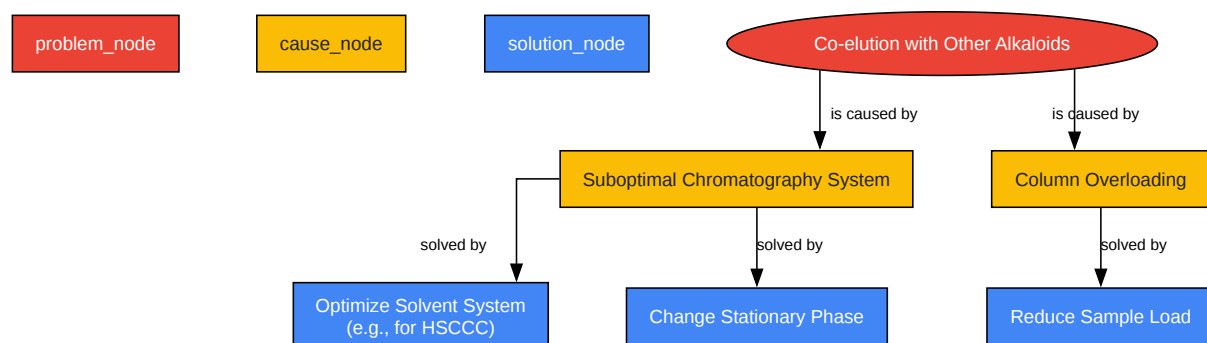 problem_node
cause_node
solution_node
Co-elution with Other Alkaloids
is caused by
is caused by
Suboptimal Chromatography System
Column Overloading
solved by
solved by
solved by
Optimize Solvent System
(e.g., for HSCCC)
Change Stationary Phase
Reduce Sample Load